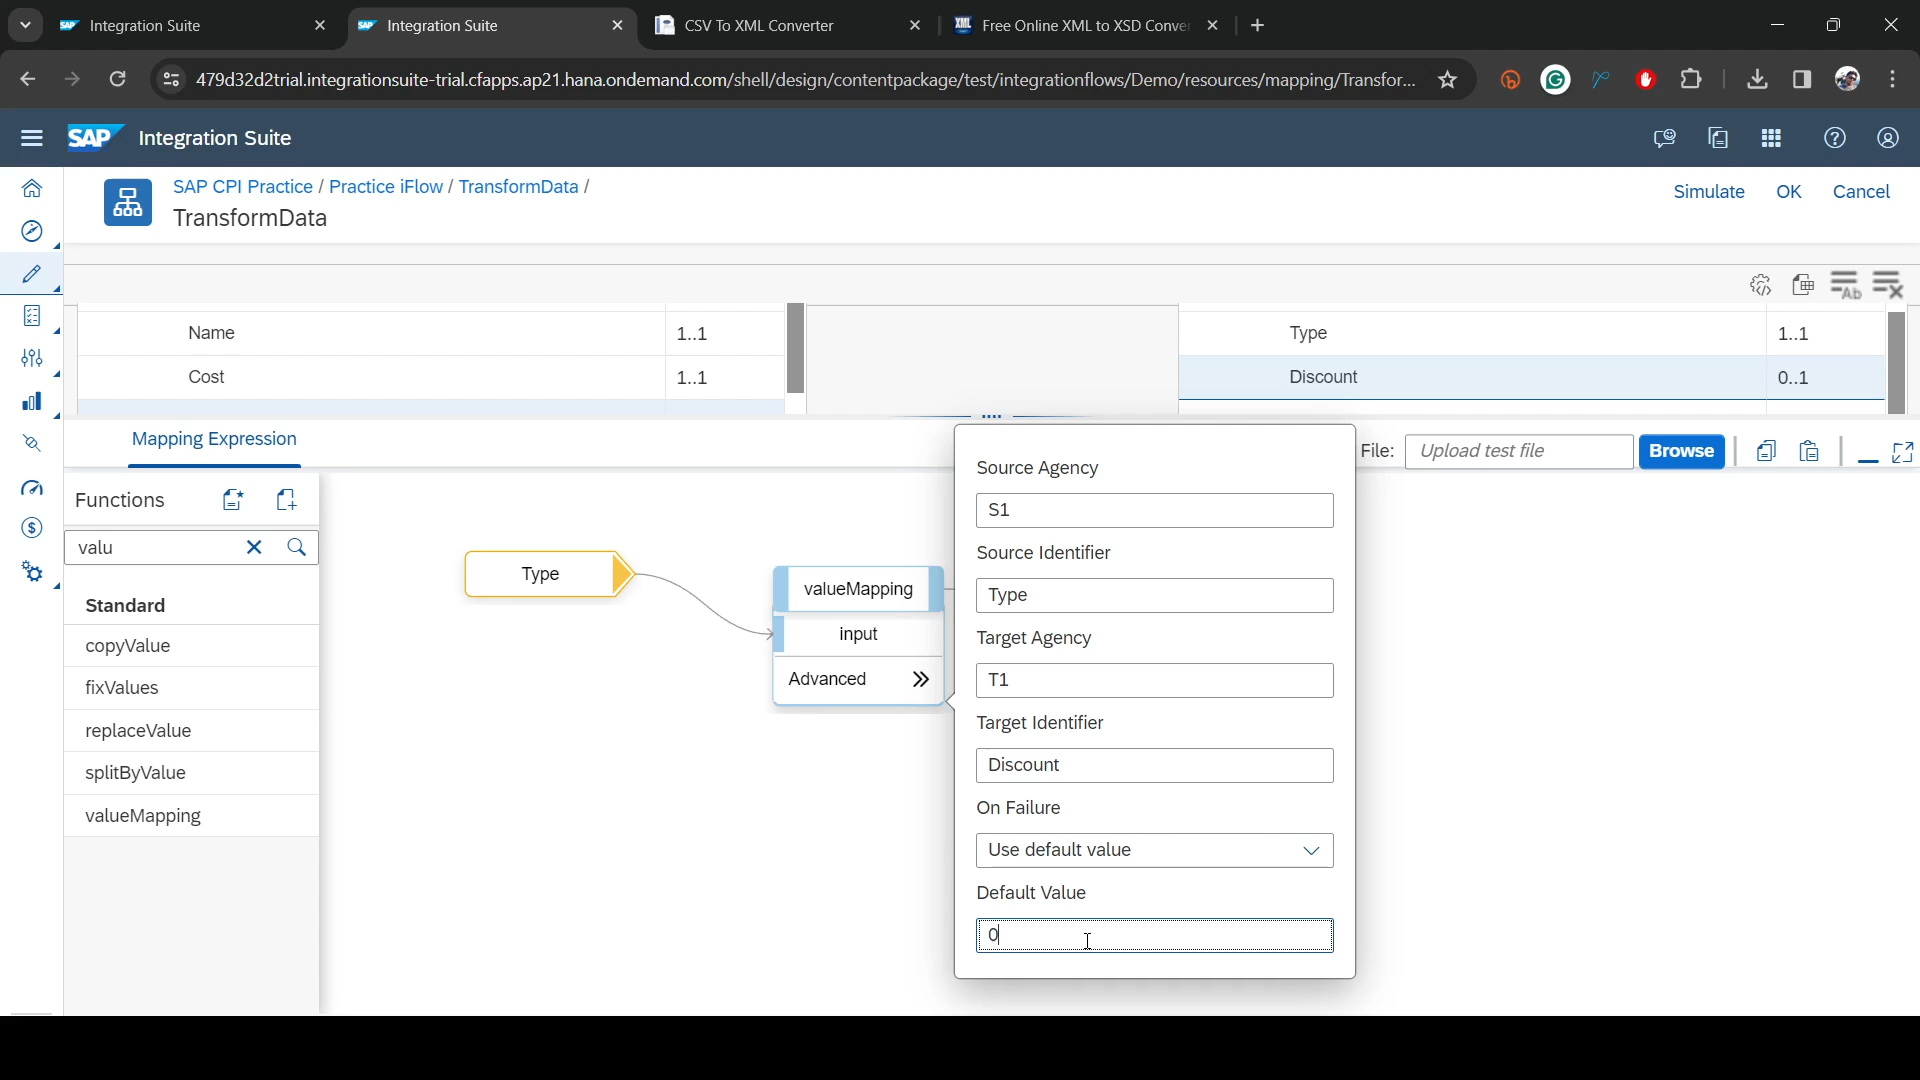 Integration Suite
Integration Suite
CSV To XML Converter
Free Online XML to XSD Conver
479d32d2trial.integrationsuite-trial.cfapps.ap21.hana.ondemand.com/shell/design/contentpackage/test/integrationflows/Demo/resources/mapping/Transfor...
SAP Integration Suite
SAP CPI Practice / Practice iFlow / TransformData /
TransformData
Simulate OK Cancel
Name 1..1
Type 1..1
Cost 1..1
Discount 0..1
Mapping Expression
File: Upload test file Browse
Functions
valu
Standard
copyValue
fixValues
replaceValue
splitByValue
valueMapping
Type
valueMapping
input
Advanced
Source Agency
S1
Source Identifier
Type
Target Agency
T1
Target Identifier
Discount
On Failure
Use default value
Default Value
0